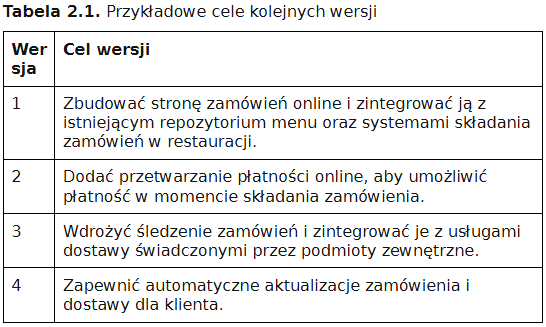 Tabela 2.1. Przykładowe cele kolejnych wersji
Wer
sja
Cel wersji
1
Zbudować stronę zamówień online i zintegrować ją z
istniejącym repozytorium menu oraz systemami składania
zamówień w restauracji.
2
Dodać przetwarzanie płatności online, aby umożliwić
płatność w momencie składania zamówienia.
3
Wdrożyć śledzenie zamówień i zintegrować je z usługami
dostawy świadczonymi przez podmioty zewnętrzne.
4
Zapewnić automatyczne aktualizacje zamówienia i
dostawy dla klienta.